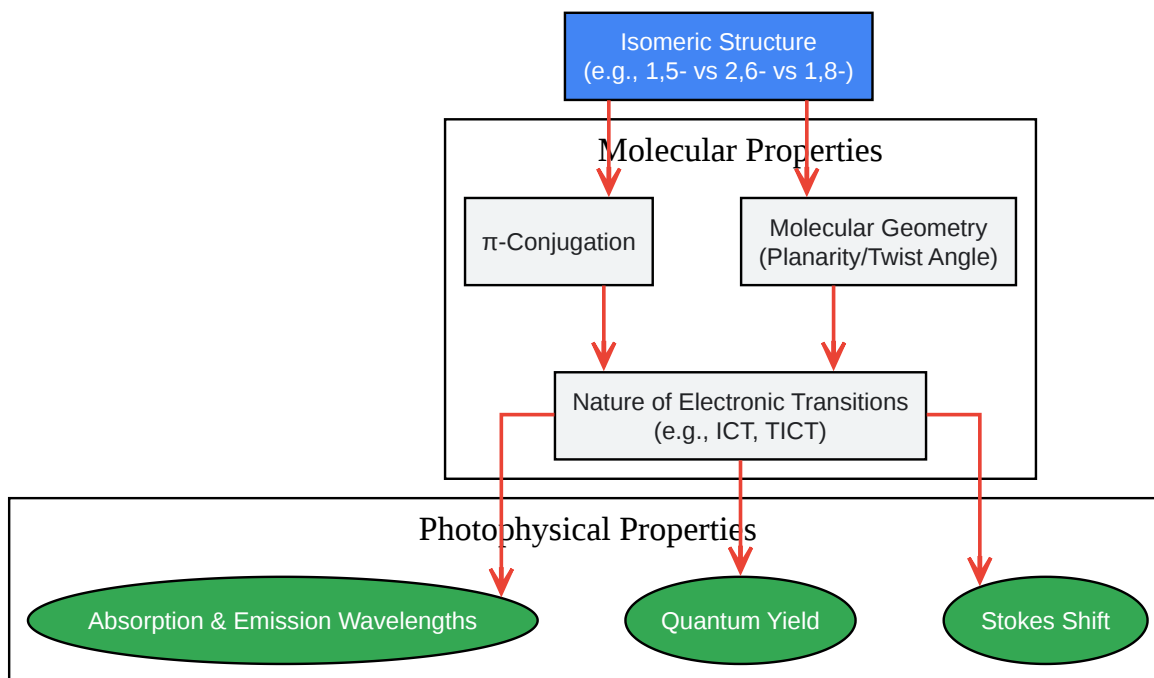 Isomeric Structure
(e.g., 1,5- vs 2,6- vs 1,8-)
Molecular Properties
π-Conjugation
Molecular Geometry
(Planarity/Twist Angle)
Nature of Electronic Transitions
(e.g., ICT, TICT)
Photophysical Properties
Absorption & Emission Wavelengths
Quantum Yield
Stokes Shift